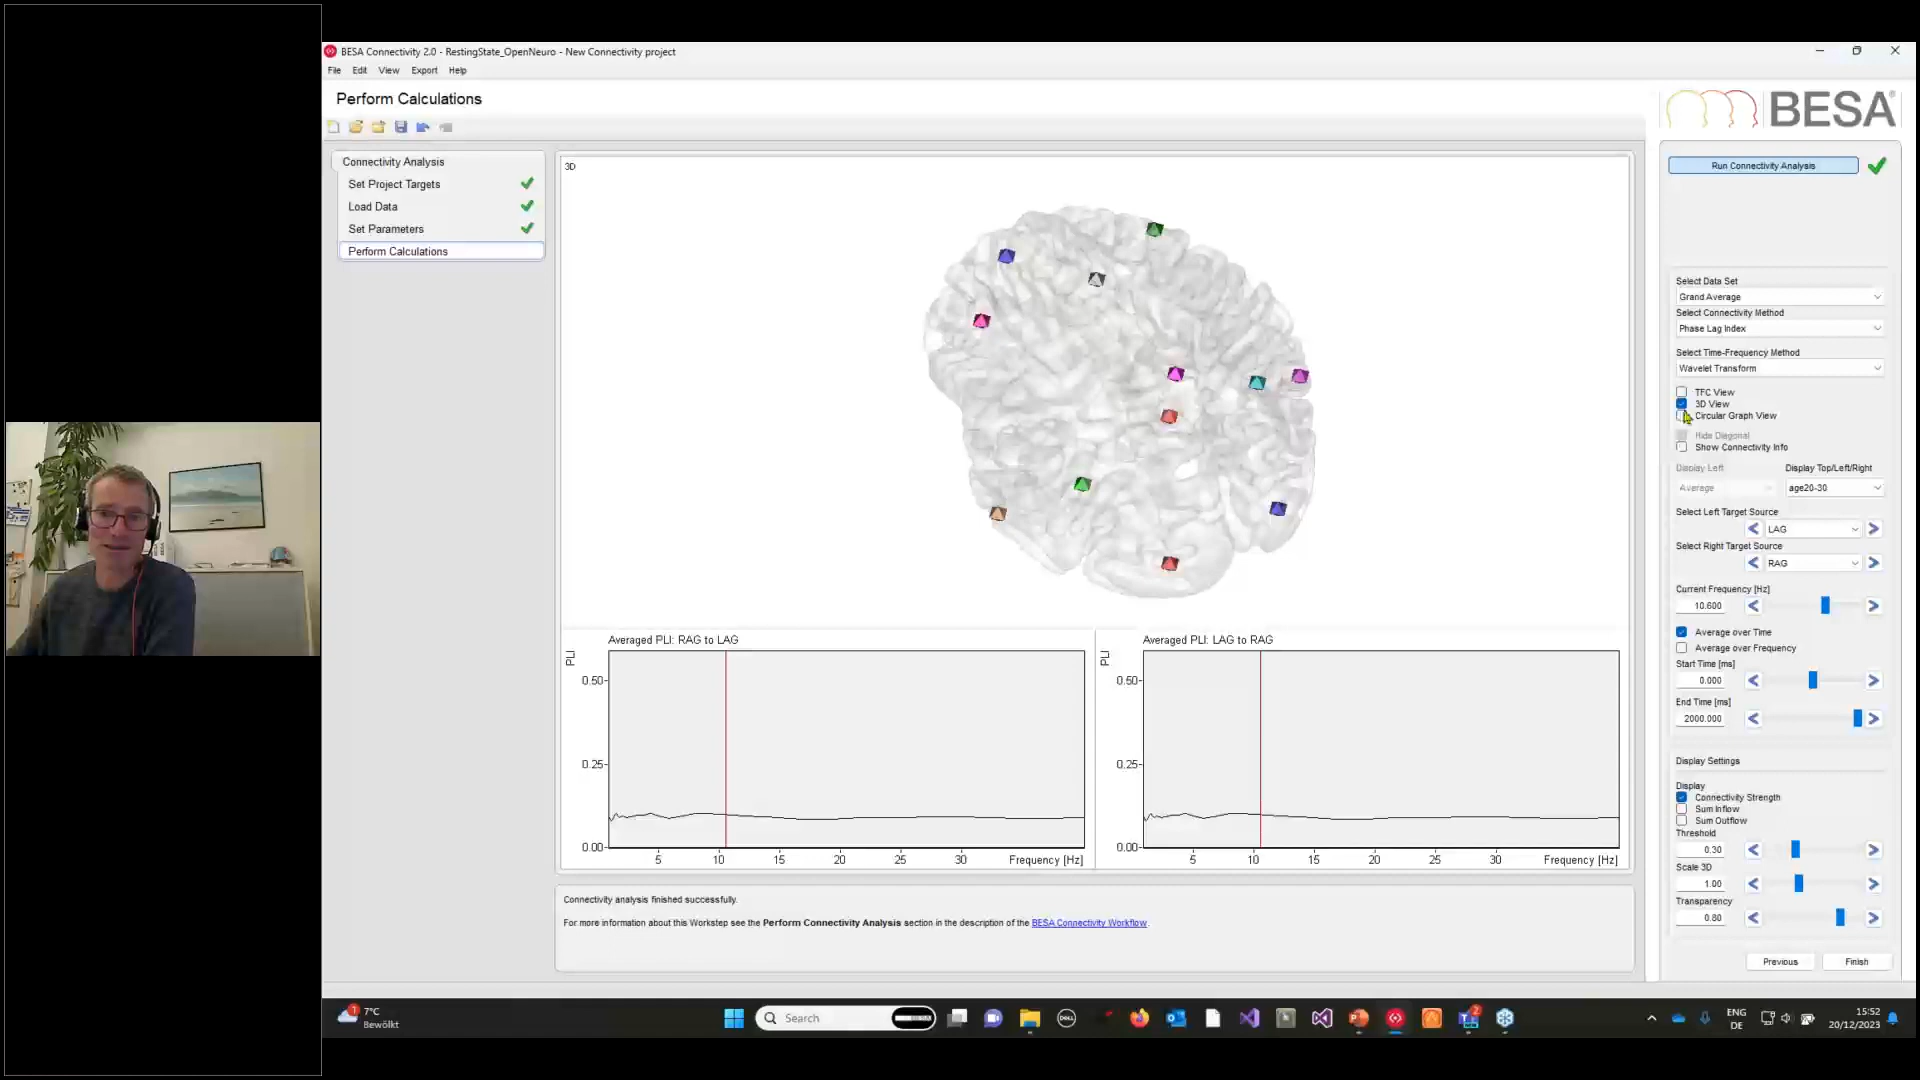 BESA Connectivity 2.0 - RestingState_OpenNeuro - New Connectivity project
File Edit View Export Help
Perform Calculations
BESA
Connectivity Analysis
Set Project Targets
Load Data
Set Parameters
Perform Calculations
3D
Run Connectivity Analysis
Select Data Set
Grand Average
Select Connectivity Method
Phase Lag Index
Select Time-Frequency Method
Wavelet Transform
TFC View
3D View
Circular Graph View
Hide Diagonal
Show Connectivity Info
Display Left Display Top/Left/Right
Average age20-30
Select Left Target Source
LAG
Select Right Target Source
RAG
Current Frequency [Hz]
10.600
Average over Time
Average over Frequency
Start Time [ms]
0.000
End Time [ms]
2000.000
Display Settings
Display
Connectivity Strength
Sum Inflow
Sum Outflow
Threshold
0.30
Scale 3D
1.00
Transparency
0.80
Previous Finish
Averaged PLI: RAG to LAG
PLI
0.50
0.25
0.00
5 10 15 20 25 30 Frequency [Hz]
Averaged PLI: LAG to RAG
PLI
0.50
0.25
0.00
5 10 15 20 25 30 Frequency [Hz]
Connectivity analysis finished successfully.
For more information about this Workstep see the Perform Connectivity Analysis section in the description of the BESA Connectivity Workflow.
1
7°C
Bewölkt
Search
DELL
2
ENG
DE
15:52
20/12/2023